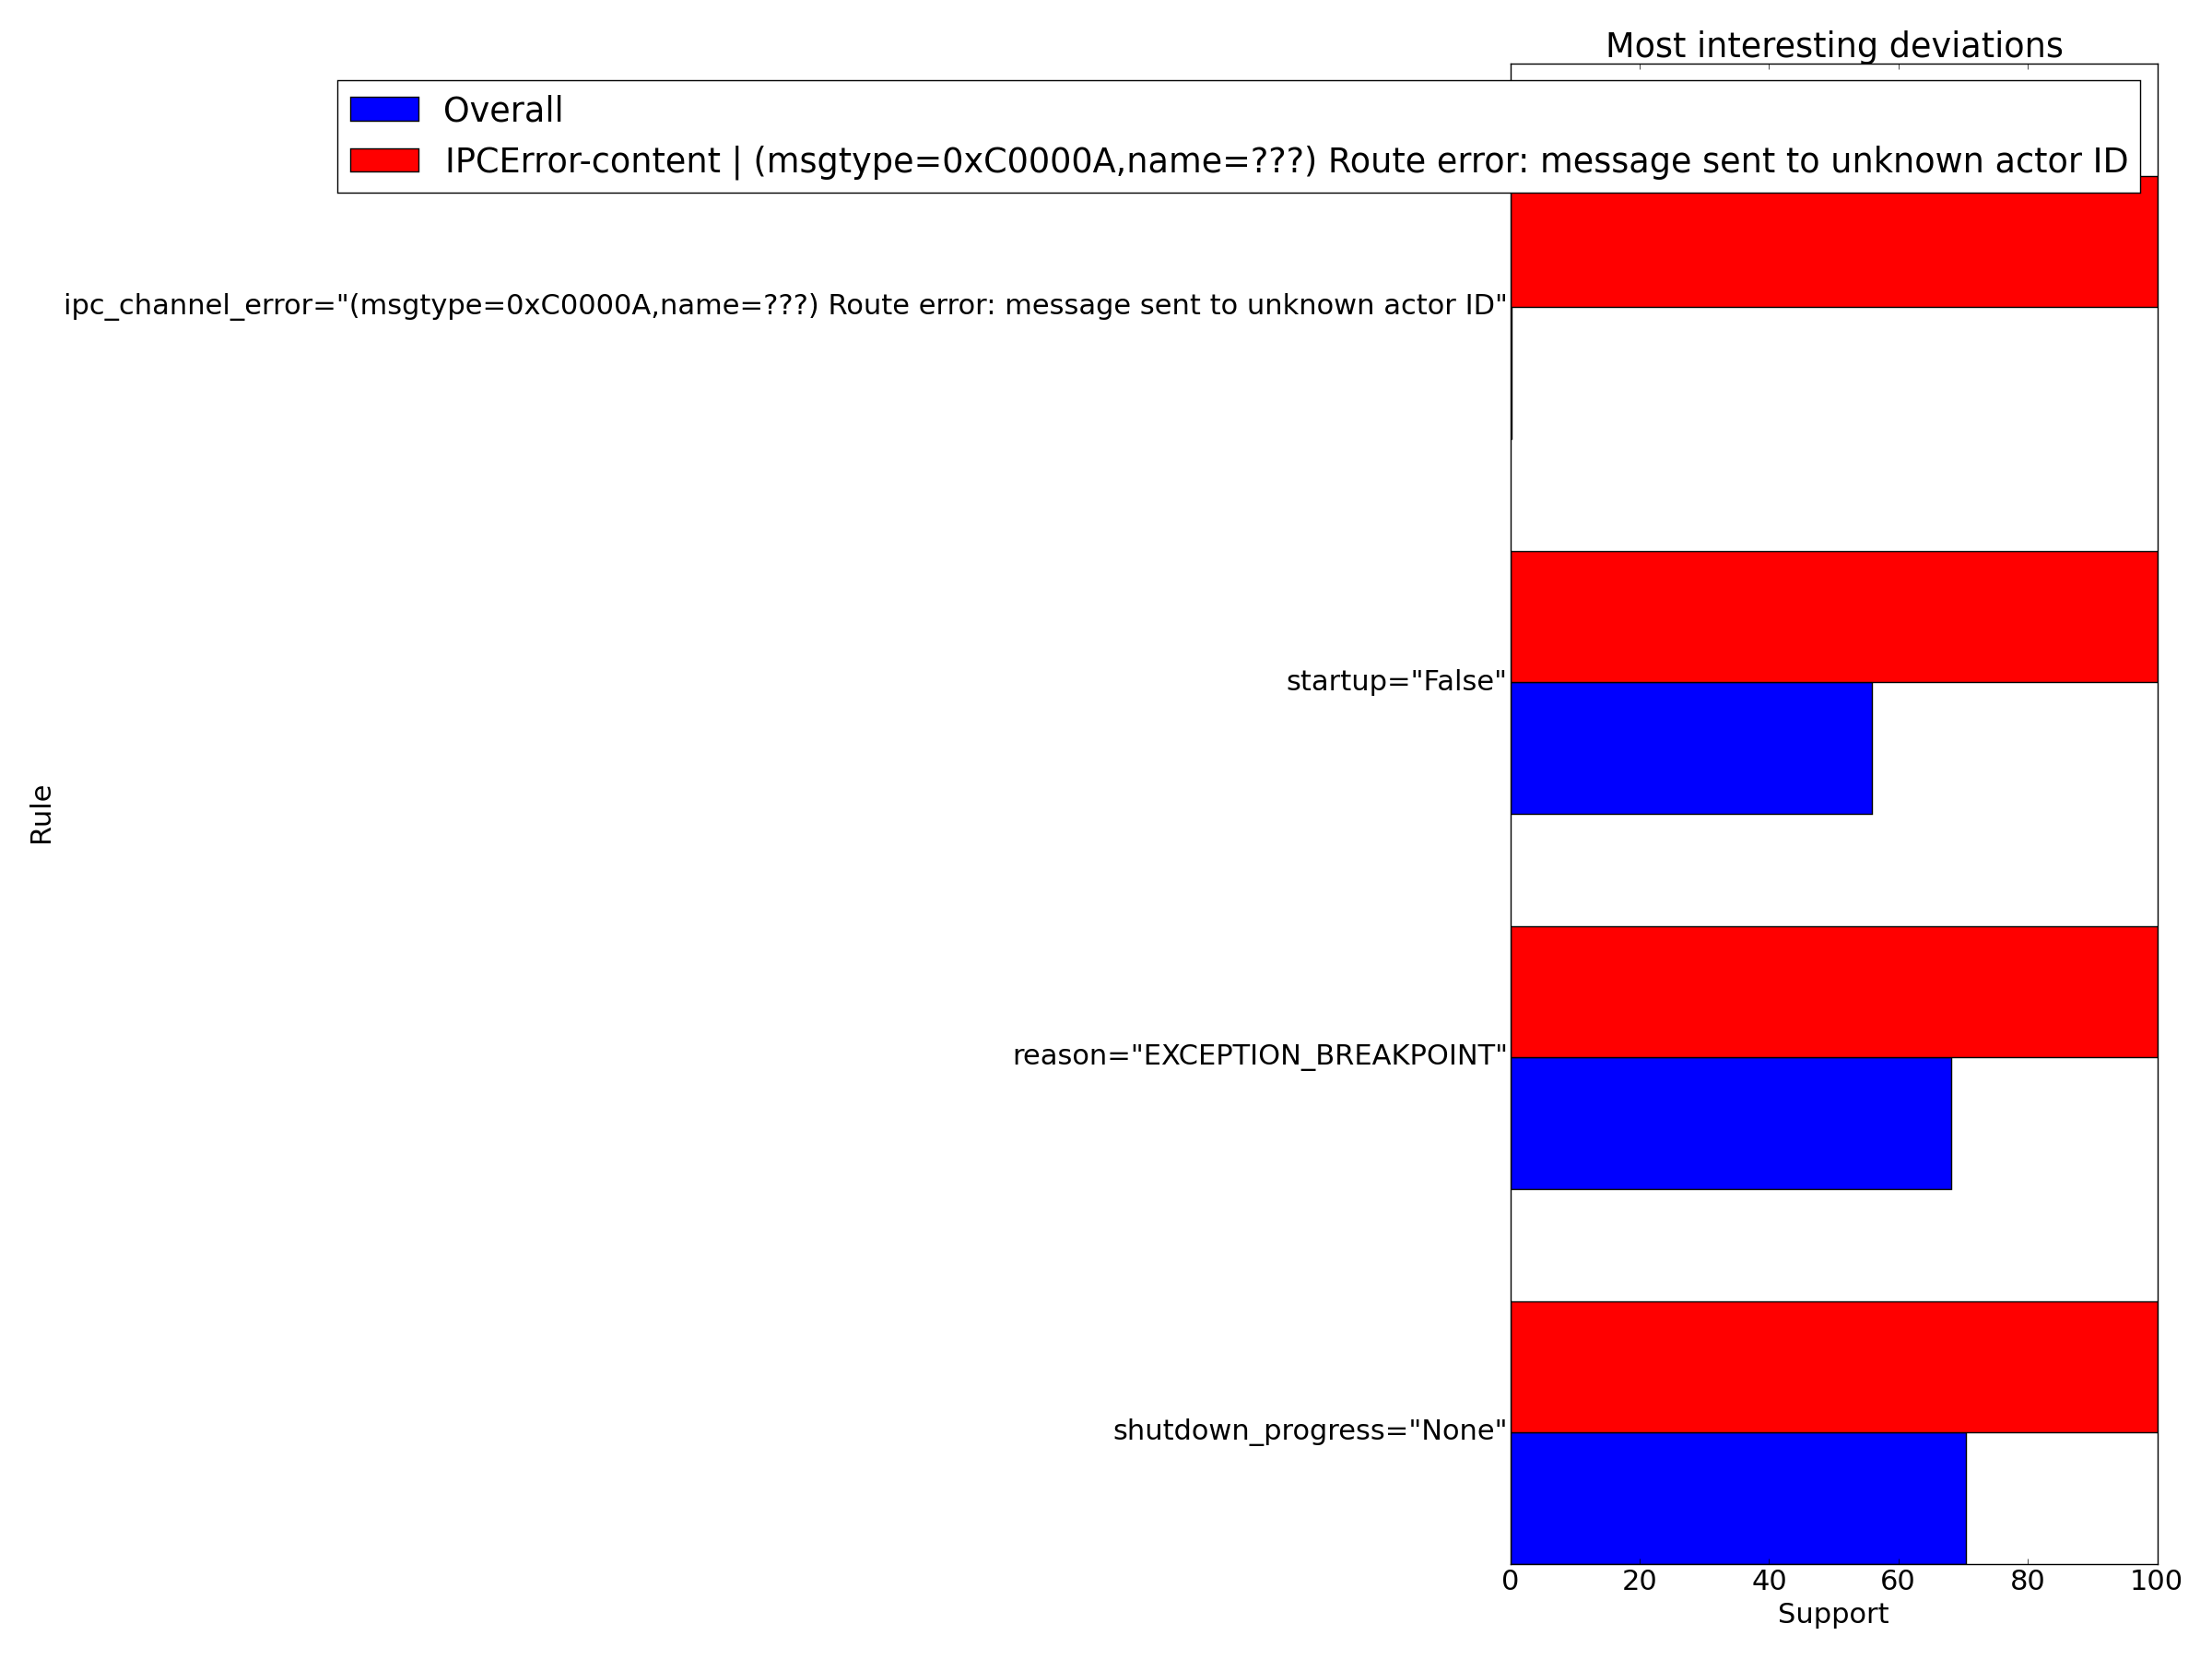 Most interesting deviations
Overall
IPCError-content | (msgtype=0xC0000A,name=???) Route error: message sent to unknown actor ID
ipc_channel_error="(msgtype=0xC0000A,name=???) Route error: message sent to unknown actor ID"
startup="False"
Rule
reason="EXCEPTION_BREAKPOINT"
shutdown_progress="None"
0 20 40 60 80 100
Support